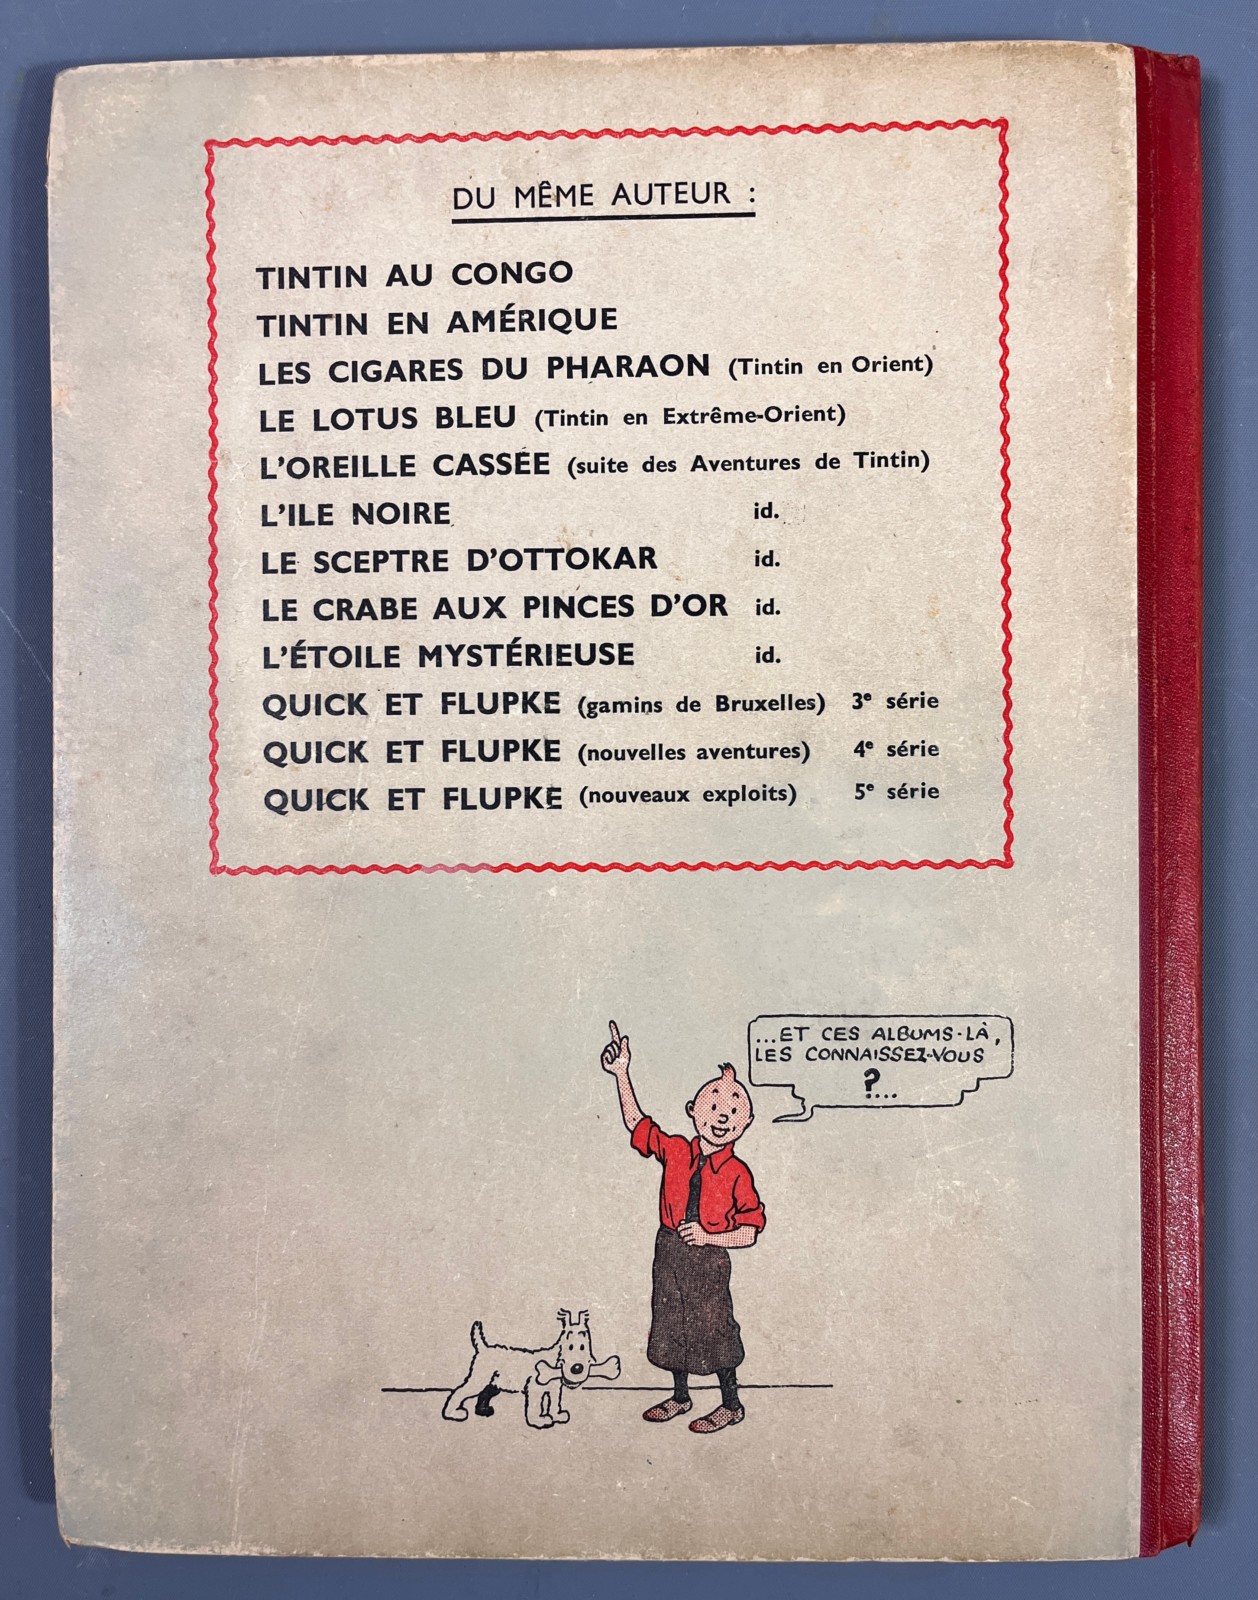 DU MÊME AUTEUR :
TINTIN AU CONGO
TINTIN EN AMÉRIQUE
LES CIGARES DU PHARAON (Tintin en Orient)
LE LOTUS BLEU (Tintin en Extrême-Orient)
L'OREILLE CASSÉE (suite des Aventures de Tintin)
L'ILE NOIRE id.
LE SCEPTRE D'OTTOKAR id.
LE CRABE AUX PINCES D'OR id.
L'ÉTOILE MYSTÉRIEUSE id.
QUICK ET FLUPKE (gamins de Bruxelles) 3e série
QUICK ET FLUPKE (nouvelles aventures) 4e série
QUICK ET FLUPKE (nouveaux exploits) 5e série
...ET CES ALBUMS-LÀ,
LES CONNAISSEZ-VOUS
?...